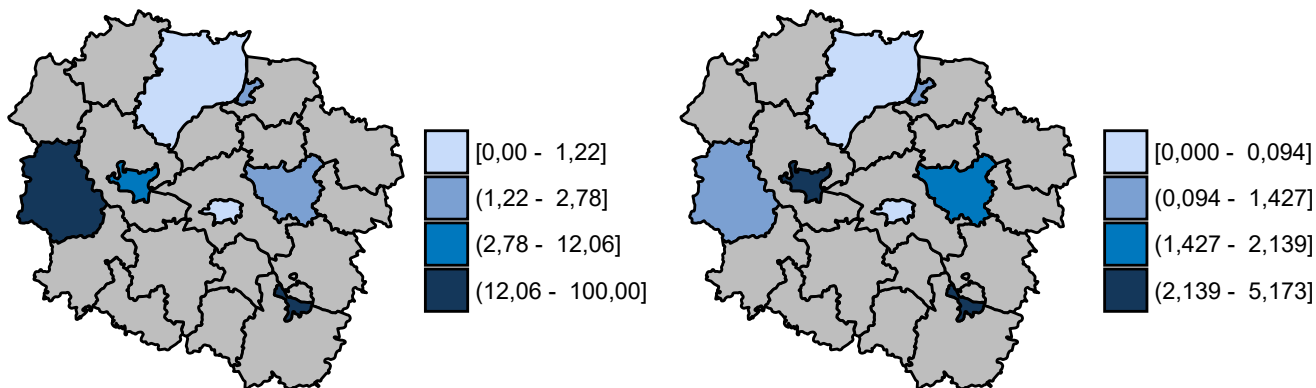 [0,00 - 1,22]
(1,22 - 2,78]
(2,78 - 12,06]
(12,06 - 100,00]
[0,000 - 0,094]
(0,094 - 1,427]
(1,427 - 2,139]
(2,139 - 5,173]